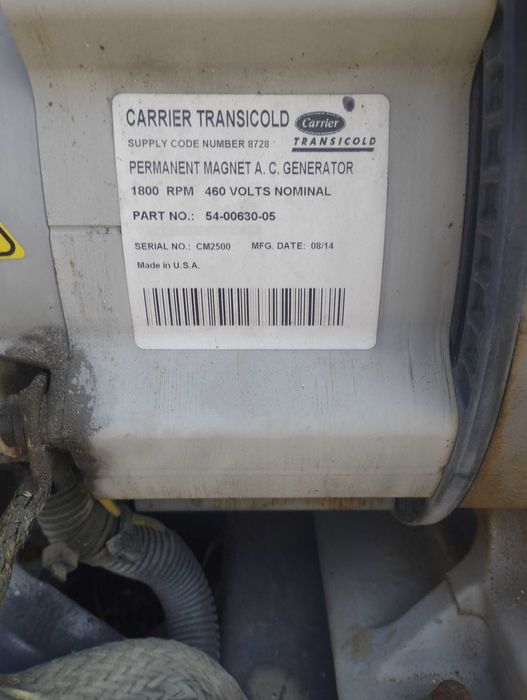 CARRIER TRANSICOLD
Carrier
TRANSICOLD
SUPPLY CODE NUMBER 8728
PERMANENT MAGNET A. C. GENERATOR
1800 RPM 460 VOLTS NOMINAL
PART NO.: 54-00630-05
SERIAL NO.: CM2500 MFG. DATE: 08/14
Made in U.S.A.